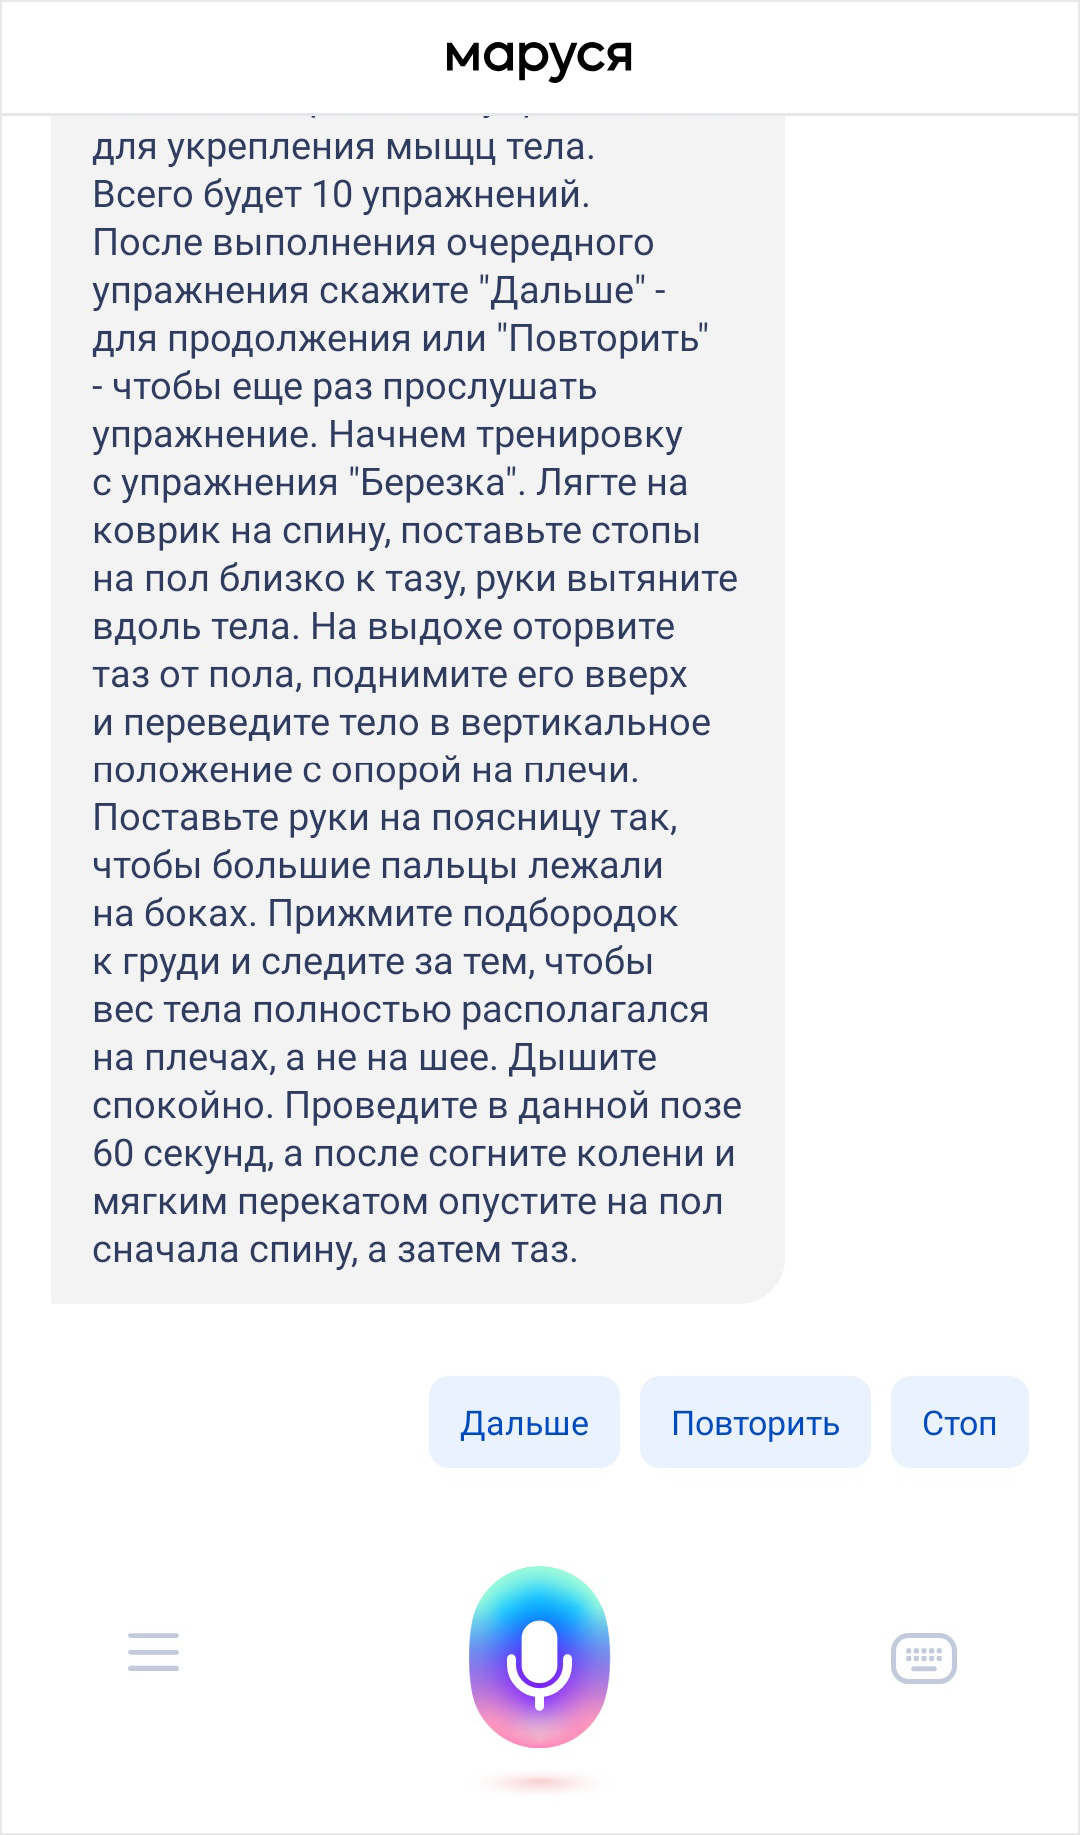 маруся
для укрепления мыщц тела.
Всего будет 10 упражнений.
После выполнения очередного
упражнения скажите "Дальше" -
для продолжения или "Повторить"
- чтобы еще раз прослушать
упражнение. Начнем тренировку
с упражнения "Березка". Лягте на
коврик на спину, поставьте стопы
на пол близко к тазу, руки вытяните
вдоль тела. На выдохе оторвите
таз от пола, поднимите его вверх
и переведите тело в вертикальное
положение с опорой на плечи.
Поставьте руки на поясницу так,
чтобы большие пальцы лежали
на боках. Прижмите подбородок
к груди и следите за тем, чтобы
вес тела полностью располагался
на плечах, а не на шее. Дышите
спокойно. Проведите в данной позе
60 секунд, а после согните колени и
мягким перекатом опустите на пол
сначала спину, а затем таз.
Дальше Повторить Стоп